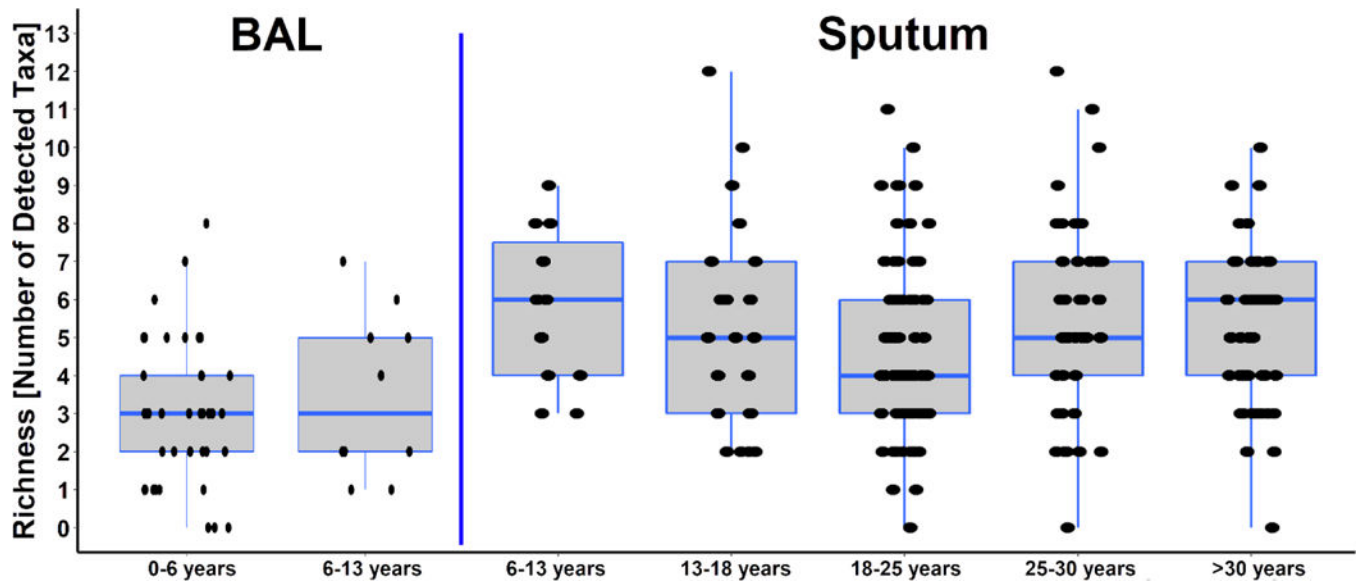 BAL
Sputum
Richness [Number of Detected Taxa]
13
12
11
10
9
8
7
6
5
4
3
2
1
0
0-6 years
6-13 years
6-13 years
13-18 years
18-25 years
25-30 years
>30 years